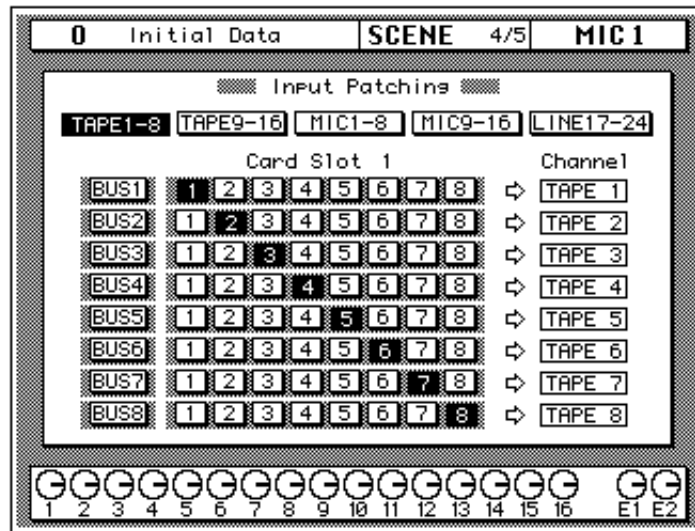 0 Initial Data SCENE 4/5 MIC 1
Input Patching
TAPE1-8 TAPE9-16 MIC1-8 MIC9-16 LINE17-24
Card Slot 1 Channel
BUS1 1 2 3 4 5 6 7 8 ⇨ TAPE 1
BUS2 1 2 3 4 5 6 7 8 ⇨ TAPE 2
BUS3 1 2 3 4 5 6 7 8 ⇨ TAPE 3
BUS4 1 2 3 4 5 6 7 8 ⇨ TAPE 4
BUS5 1 2 3 4 5 6 7 8 ⇨ TAPE 5
BUS6 1 2 3 4 5 6 7 8 ⇨ TAPE 6
BUS7 1 2 3 4 5 6 7 8 ⇨ TAPE 7
BUS8 1 2 3 4 5 6 7 8 ⇨ TAPE 8
1 2 3 4 5 6 7 8 9 10 11 12 13 14 15 16 E1 E2